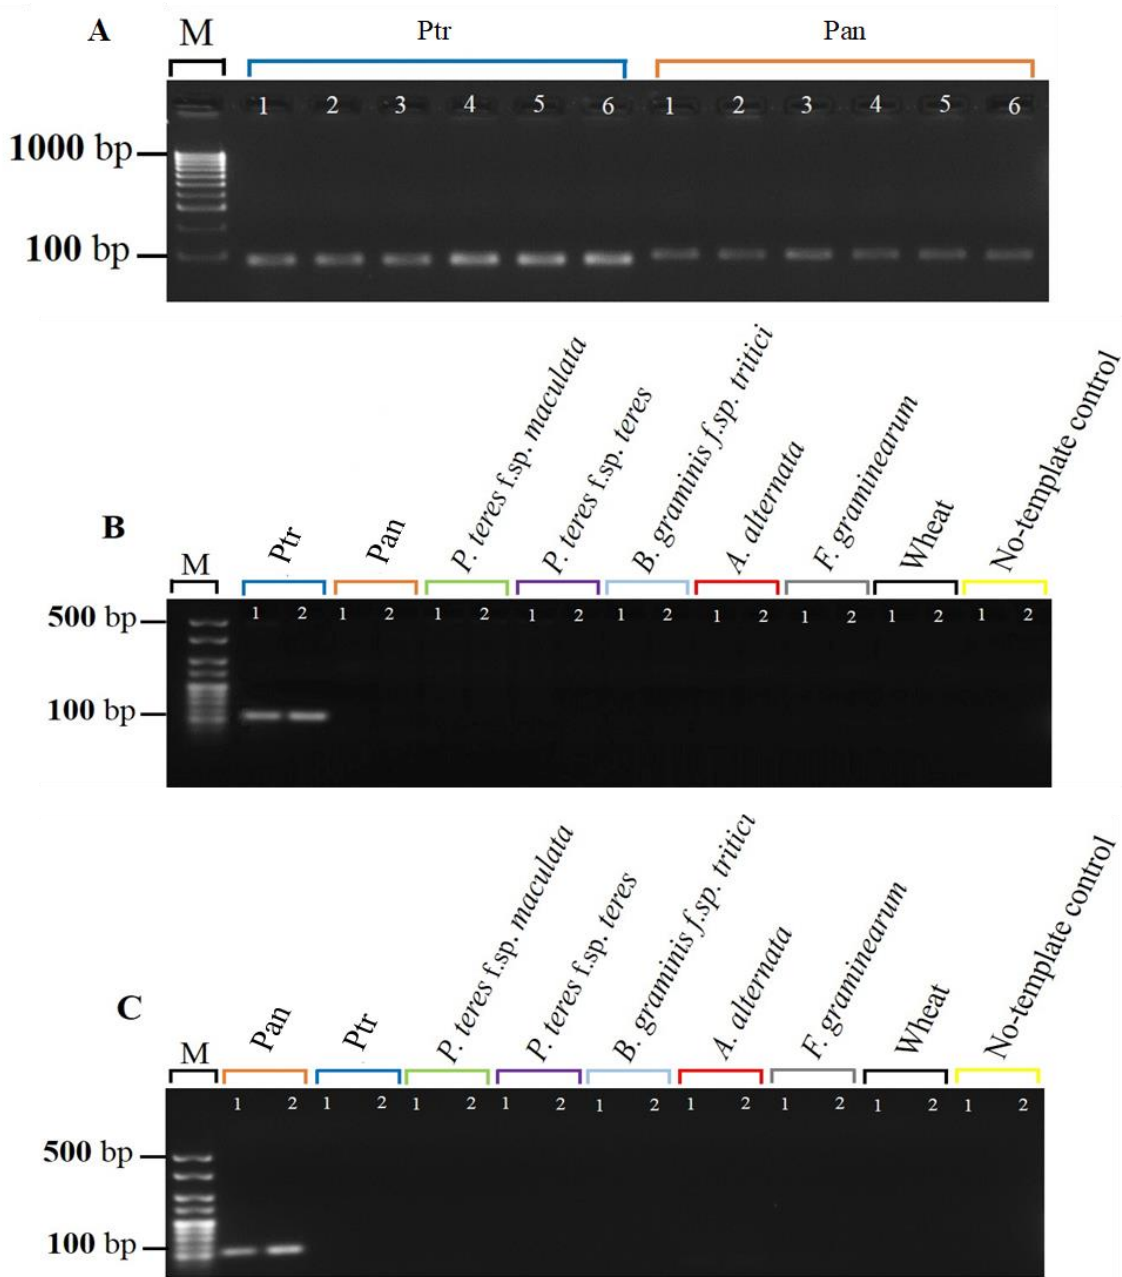 A
M
Ptr
Pan
1 2 3 4 5 6 1 2 3 4 5 6
1000 bp
100 bp
B
M
Ptr
Pan
P. teres f.sp. maculata
P. teres f.sp. teres
B. graminis f.sp. tritici
A. alternata
F. graminearum
Wheat
No-template control
1 2 1 2 1 2 1 2 1 2 1 2 1 2 1 2 1 2
500 bp
100 bp
C
M
Pan
Ptr
P. teres f.sp. maculata
P. teres f.sp. teres
B. graminis f.sp. tritici
A. alternata
F. graminearum
Wheat
No-template control
1 2 1 2 1 2 1 2 1 2 1 2 1 2 1 2 1 2
500 bp
100 bp